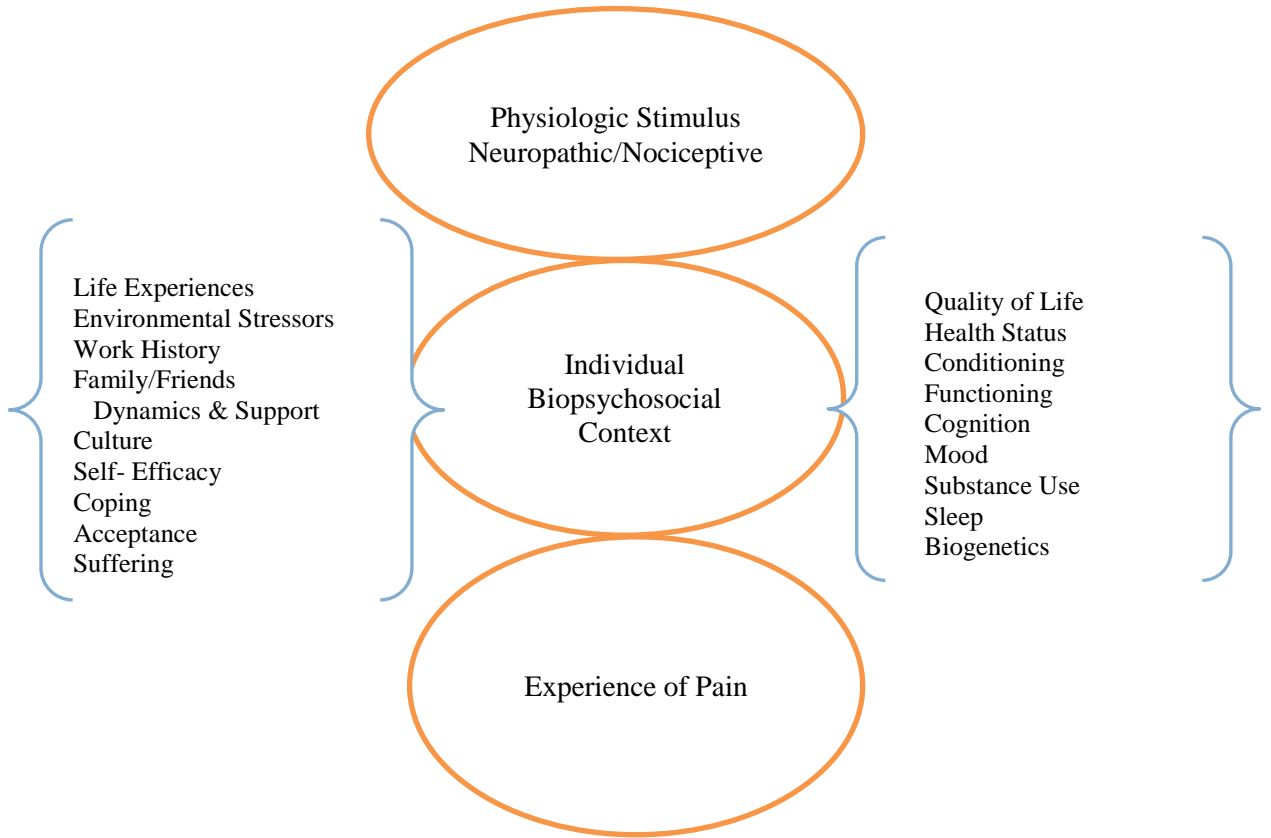 Physiologic Stimulus
Neuropathic/Nociceptive
Life Experiences
Environmental Stressors
Work History
Family/Friends
Dynamics & Support
Culture
Self- Efficacy
Coping
Acceptance
Suffering
Individual
Biopsychosocial
Context
Quality of Life
Health Status
Conditioning
Functioning
Cognition
Mood
Substance Use
Sleep
Biogenetics
Experience of Pain